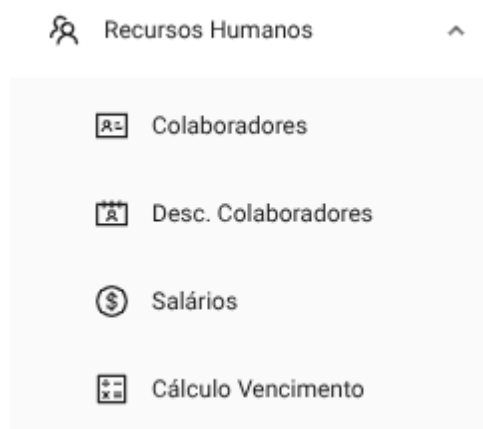 Recursos Humanos
Colaboradores
Desc. Colaboradores
Salários
Cálculo Vencimento